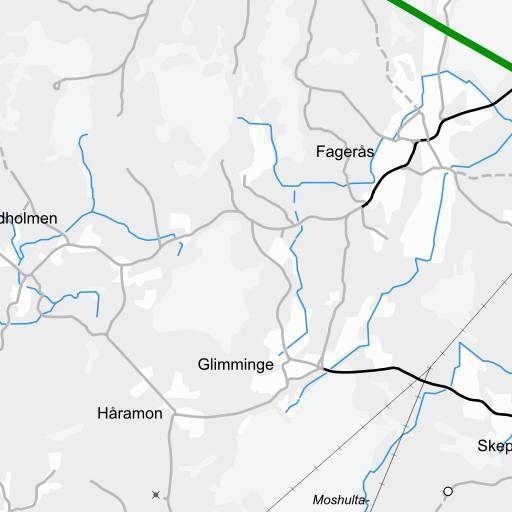 Fagerås
dholmen
Glimminge
Håramon
Skep
Moshulta-